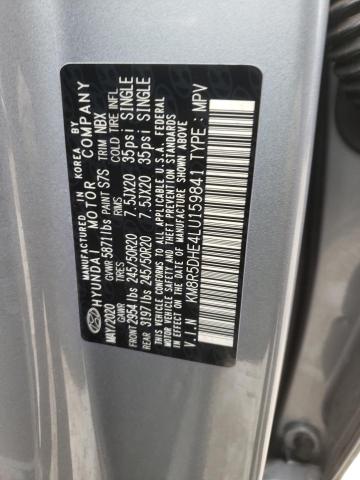 HYUNDAI MOTOR COMPANY
MADE IN KOREA BY
MAY/2020 GVWR 5871lbs PAINT S7S TRIM NBX
GAWR TIRES RIMS COLD TIRE INFL.
FRONT 2954 lbs 245/50R20 7.5JX20 35psi SINGLE
REAR 3197 lbs 245/50R20 7.5JX20 35psi SINGLE
THIS VEHICLE CONFORMS TO ALL APPLICABLE U.S.A. FEDERAL
MOTOR VEHICLE SAFETY, BUMPER, AND THEFT PREVENTION STANDARDS
IN EFFECT ON THE DATE OF MANUFACTURE SHOWN ABOVE.
V.I.N: KM8R5DHE4LU159841 TYPE : MPV